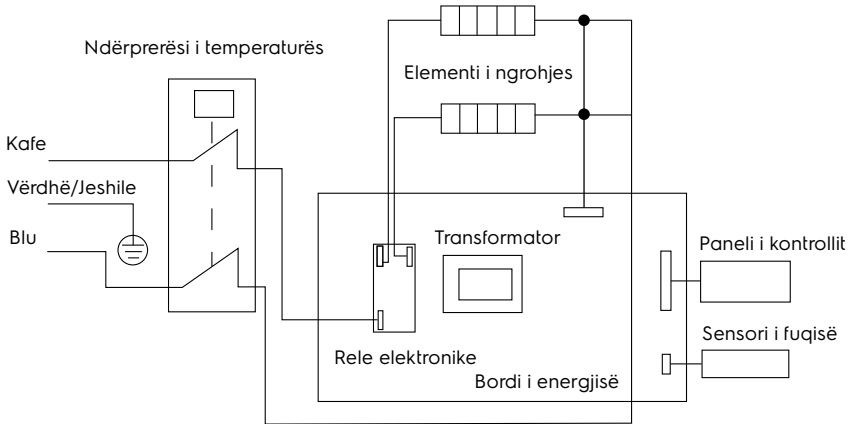 Ndërprerësi i temperaturës
Elementi i ngrohjes
Kafe
Vërdhë/Jeshile
Blu
Transformator
Paneli i kontrollit
Sensori i fuqisë
Rele elektronike
Bordi i energjisë